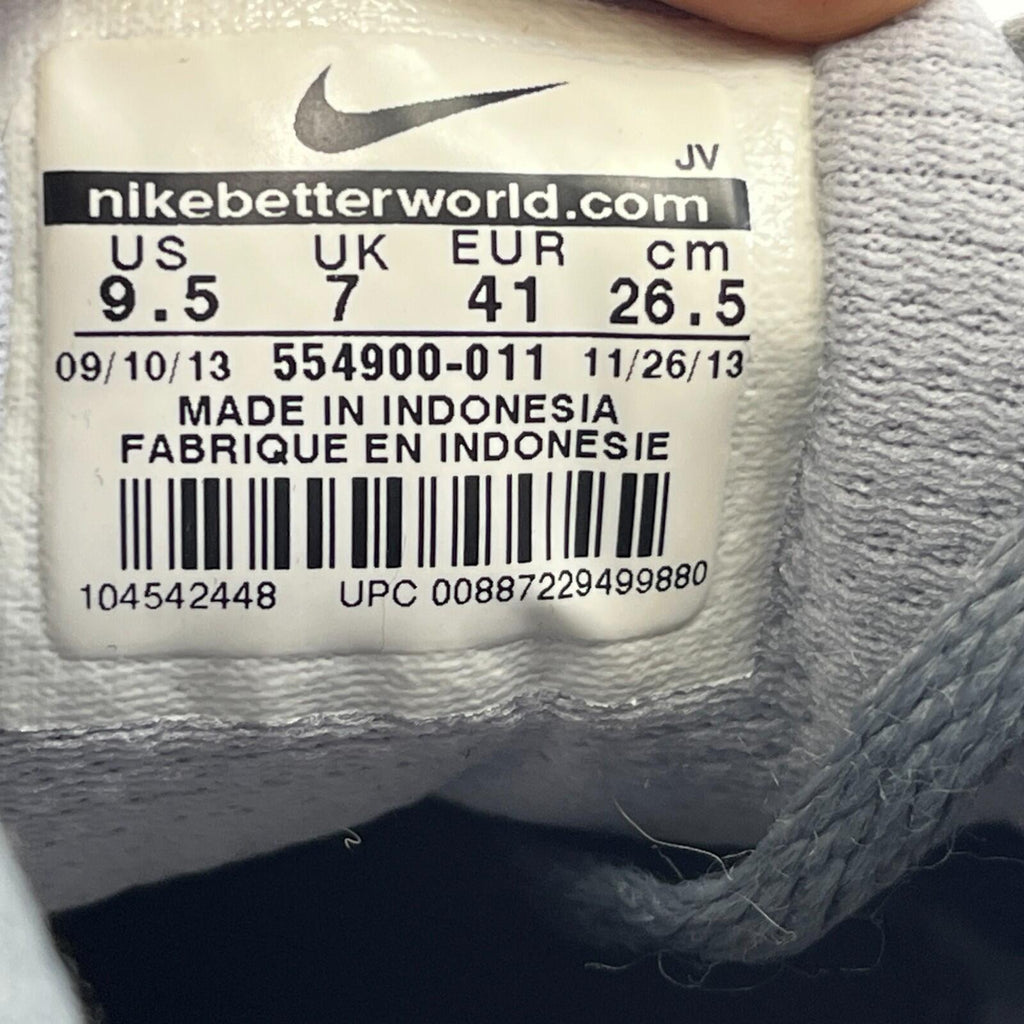 JV
nikebetterworld.com
US UK EUR cm
9.5 7 41 26.5
09/10/13 554900-011 11/26/13
MADE IN INDONESIA
FABRIQUE EN INDONESIE
104542448 UPC 00887229499880